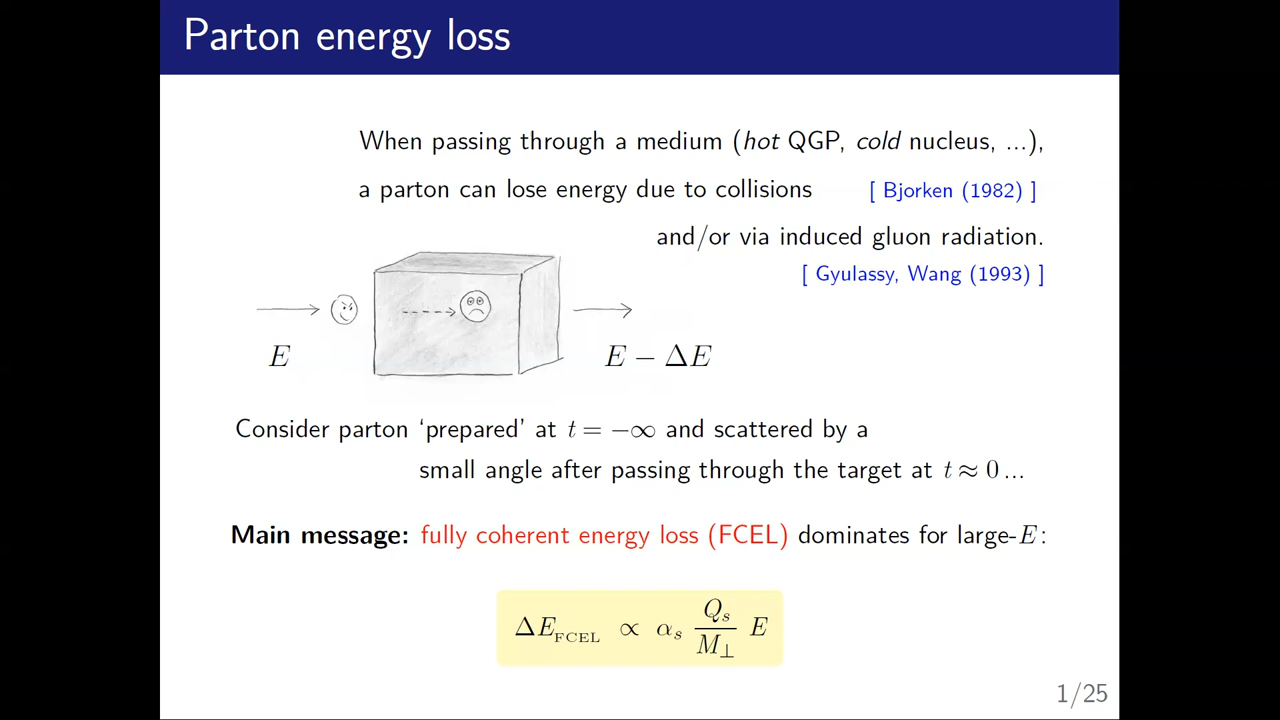 Parton energy loss
When passing through a medium (hot QGP, cold nucleus, ...),
a parton can lose energy due to collisions [ Bjorken (1982) ]
and/or via induced gluon radiation.
[ Gyulassy, Wang (1993) ]
E
E − ΔE
Consider parton ‘prepared’ at t = −∞ and scattered by a
small angle after passing through the target at t ≈ 0 ...
Main message: fully coherent energy loss (FCEL) dominates for large-E:
ΔE_FCEL ∝ α_s Q_s/M_⊥ E
1/25